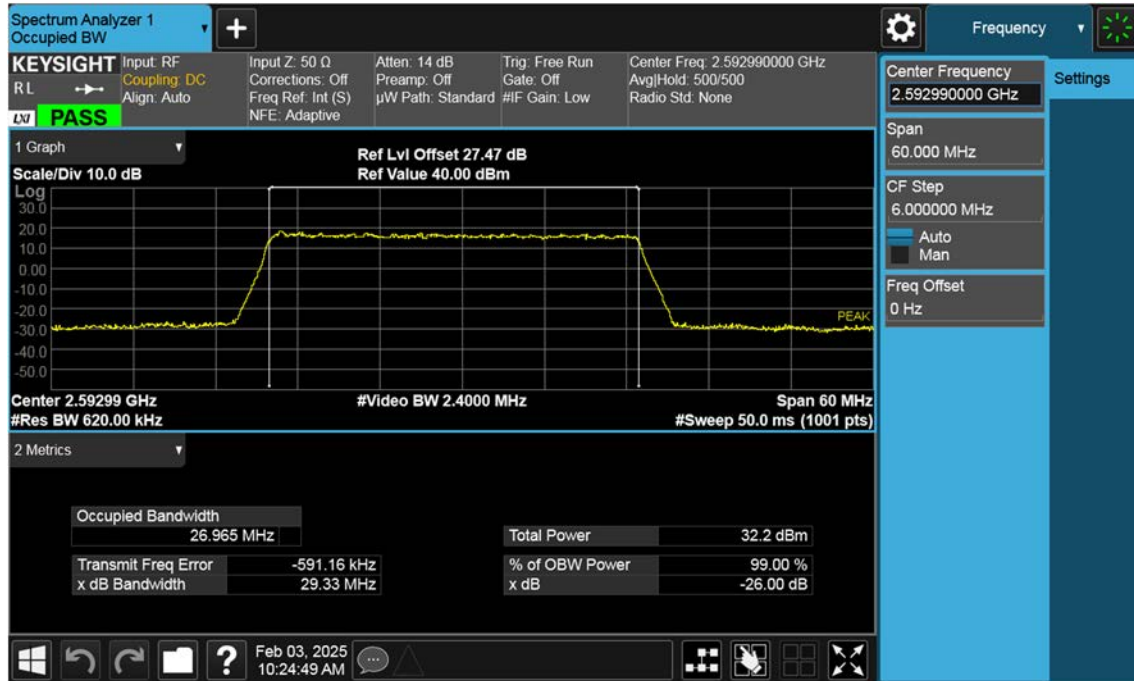 Spectrum Analyzer 1
Occupied BW
+
Frequency
KEYSIGHT
R L
LXI PASS
Input: RF
Coupling: DC
Align: Auto
Input Z: 50 Ω
Corrections: Off
Freq Ref: Int (S)
NFE: Adaptive
Atten: 14 dB
Preamp: Off
µW Path: Standard
Trig: Free Run
Gate: Off
#IF Gain: Low
Center Freq: 2.592990000 GHz
Avg|Hold: 500/500
Radio Std: None
Center Frequency
2.592990000 GHz
Settings
Span
60.000 MHz
CF Step
6.000000 MHz
Auto
Man
Freq Offset
0 Hz
1 Graph
Scale/Div 10.0 dB
Ref Lvl Offset 27.47 dB
Ref Value 40.00 dBm
Log
30.0
20.0
10.0
0.00
-10.0
-20.0
-30.0
-40.0
-50.0
PEAK
Center 2.59299 GHz
#Video BW 2.4000 MHz
Span 60 MHz
#Res BW 620.00 kHz
#Sweep 50.0 ms (1001 pts)
2 Metrics
Occupied Bandwidth
26.965 MHz
Total Power 32.2 dBm
Transmit Freq Error -591.16 kHz
% of OBW Power 99.00 %
x dB Bandwidth 29.33 MHz
x dB -26.00 dB
?
Feb 03, 2025
10:24:49 AM